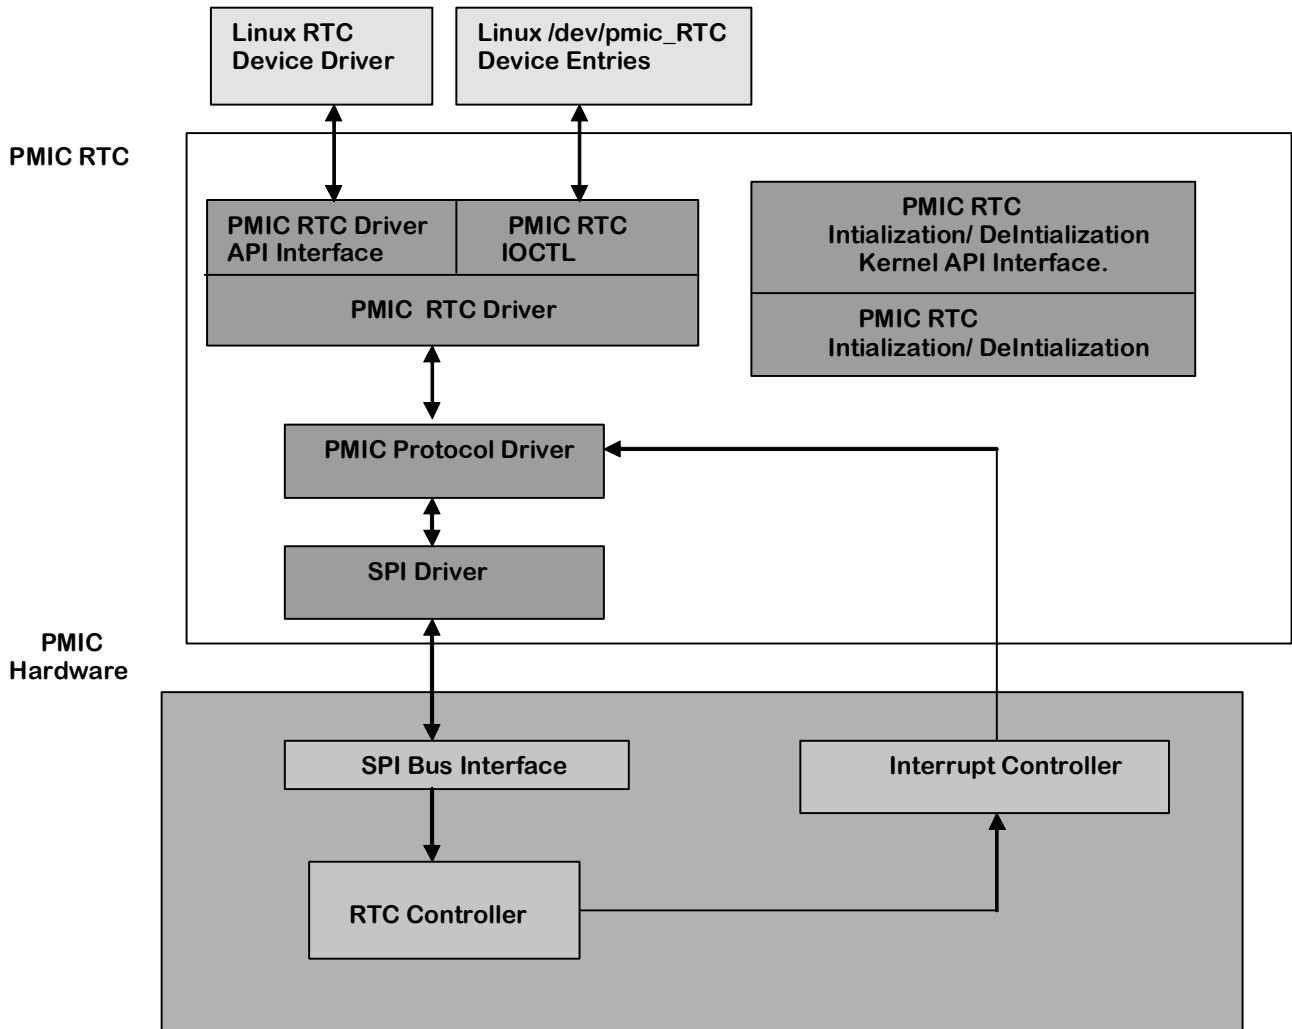 Linux RTC
Device Driver
Linux /dev/pmic_RTC
Device Entries
PMIC RTC
PMIC RTC Driver
API Interface
PMIC RTC
IOCTL
PMIC RTC Driver
PMIC RTC
Intialization/ DeIntialization
Kernel API Interface.
PMIC RTC
Intialization/ DeIntialization
PMIC Protocol Driver
SPI Driver
PMIC
Hardware
SPI Bus Interface
Interrupt Controller
RTC Controller